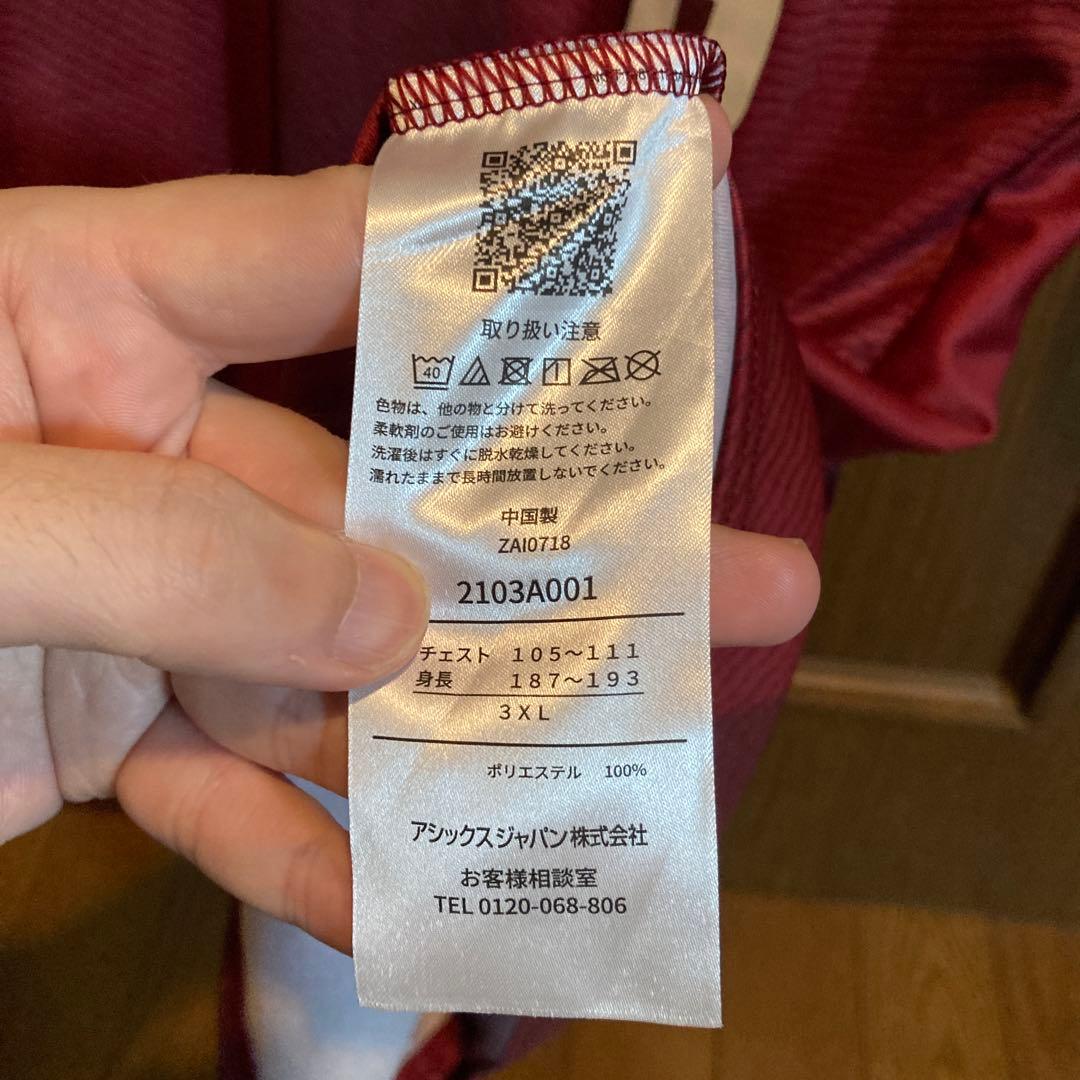 取り扱い注意
40
色物は、他の物と分けて洗ってください。
柔軟剤のご使用はお避けください。
洗濯後はすぐに脱水乾燥してください。
濡れたままで長時間放置しないでください。
中国製
ZAI0718
2103A001
チェスト 105~111
身長 187~193
3XL
ポリエステル 100%
アシックスジャパン株式会社
お客様相談室
TEL 0120-068-806